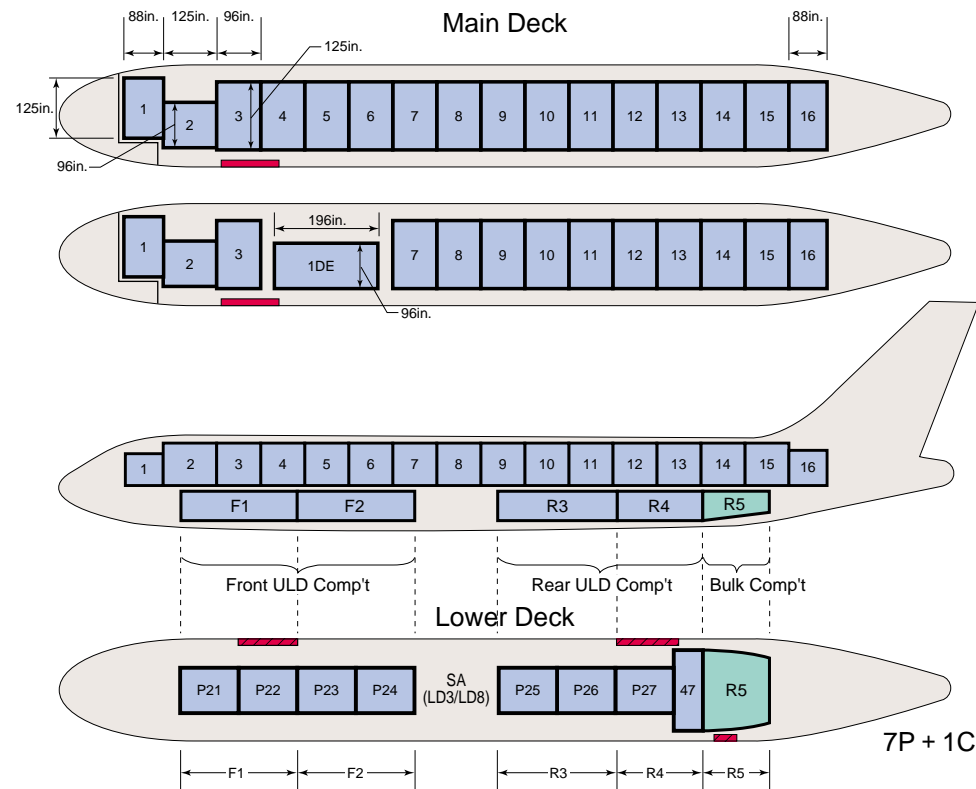 88in. 125in. 96in. Main Deck 88in.
125in.
125in.
1 2 3 4 5 6 7 8 9 10 11 12 13 14 15 16
96in.
196in.
1 2 3 1DE 7 8 9 10 11 12 13 14 15 16
96in.
1 2 3 4 5 6 7 8 9 10 11 12 13 14 15 16
F1 F2 R3 R4 R5
Front ULD Comp't Rear ULD Comp't Bulk Comp't
Lower Deck
P21 P22 P23 P24 SA P25 P26 P27 47 R5
(LD3/LD8)
7P + 1C
F1 F2 R3 R4 R5